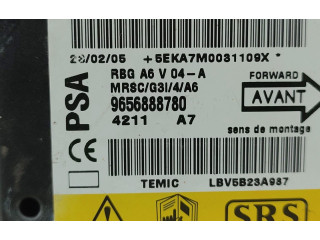 28/02/05 +5EKA7M0031109X*
RBG A6 V 04-A
MRSC/G3I/4/A6
9656888780
4211 A7
PSA
FORWARD
AVANT
sens de montage
CE
TEMIC LBV5B23A987
SRS